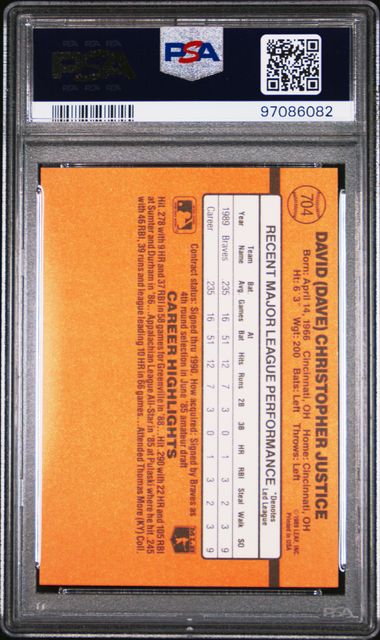 PSA
PSA
97086082
704
DAVID (DAVE) CHRISTOPHER JUSTICE
Born: April 14, 1966 Cincinnati, OH Home: Cincinnati, OH
Ht: 6' 3" Wgt: 200 Bats: Left Throws: Left
©1989 LEAF, INC.
Printed in USA
RECENT MAJOR LEAGUE PERFORMANCE *Denotes
Led League
Team Bat At
Year Name Avg Games Bat Hits Runs 2B 3B HR RBI Steal Walk SO
1989 Braves .235 16 51 12 7 3 0 1 3 2 3 9
Career .235 16 51 12 7 3 0 1 3 2 3 9
Contract status: Signed thru 1990. How acquired: Signed by Braves as
4th round selection in June '85 amateur draft
CAREER HIGHLIGHTS
Hit .278 with 9 HR and 37 RBI in 58 games for Greenville in '88...Hit .290 with 22 HR and 105 RBI
at Sumter and Durham in '86...Appalachian League All-Star in '85 at Pulaski where he hit .245
with 46 RBI, 39 runs and league leading 10 HR in 66 games...Attended Thomas More (KY) Coll.